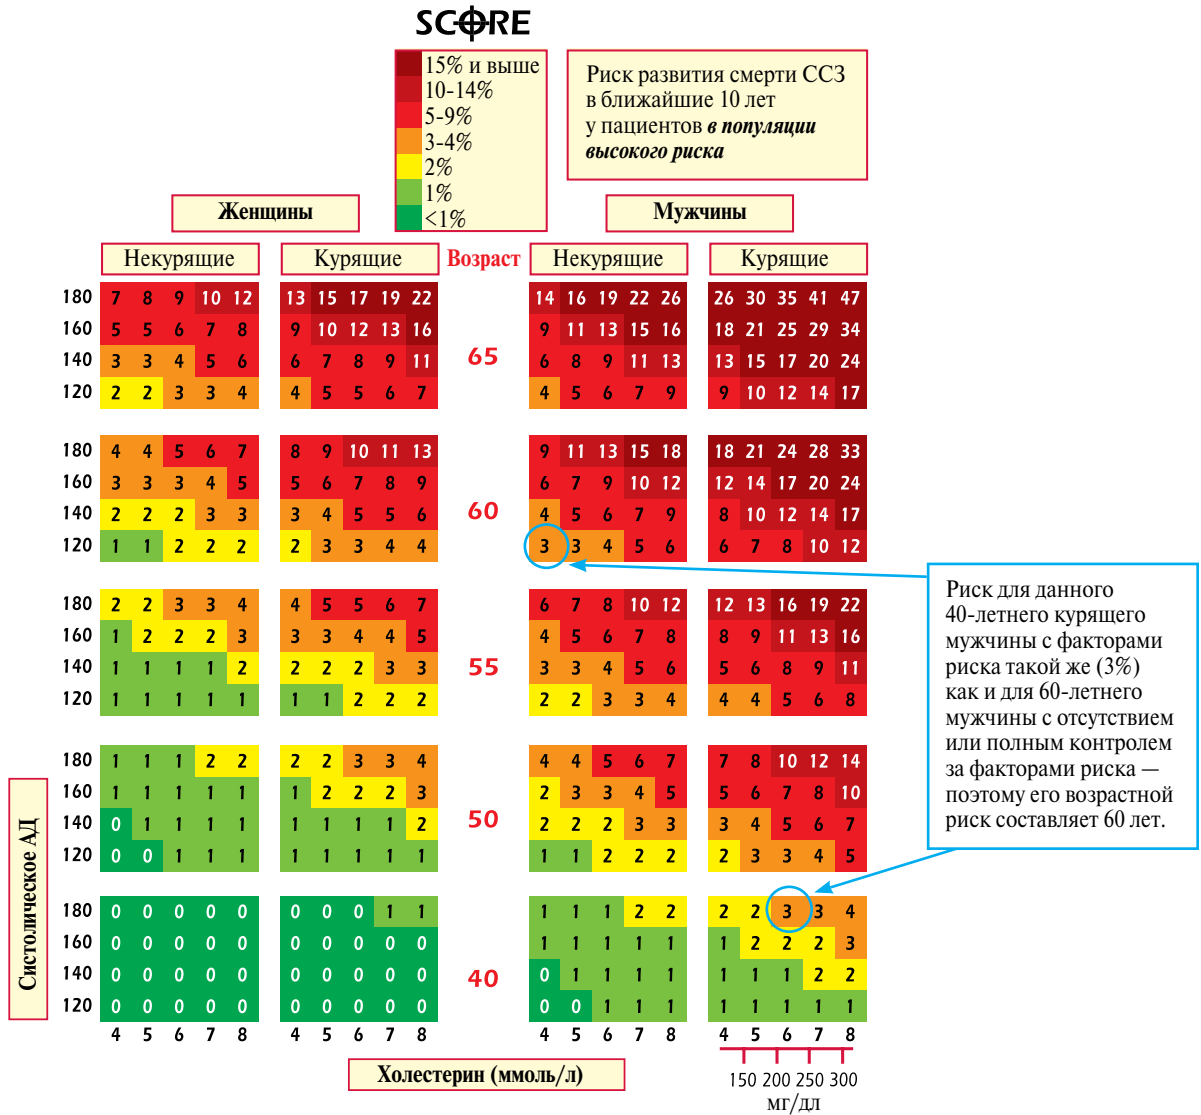 SCORE
15% и выше
10-14%
5-9%
3-4%
2%
1%
<1%
Риск развития смерти ССЗ
в ближайшие 10 лет
у пациентов в популяции
высокого риска
Женщины
Мужчины
Некурящие
Курящие
Возраст
Некурящие
Курящие
180 7 8 9 10 12 13 15 17 19 22 14 16 19 22 26 26 30 35 41 47
160 5 5 6 7 8 9 10 12 13 16 9 11 13 15 16 18 21 25 29 34
65
140 3 3 4 5 6 6 7 8 9 11 6 8 9 11 13 13 15 17 20 24
120 2 2 3 3 4 4 5 5 6 7 4 5 6 7 9 9 10 12 14 17
180 4 4 5 6 7 8 9 10 11 13 9 11 13 15 18 18 21 24 28 33
160 3 3 3 4 5 5 6 7 8 9 6 7 9 10 12 12 14 17 20 24
60
140 2 2 2 3 3 3 4 5 5 6 4 5 6 7 9 8 10 12 14 17
120 1 1 2 2 2 2 3 3 4 4 3 3 4 5 6 6 7 8 10 12
180 2 2 3 3 4 4 5 5 6 7 6 7 8 10 12 12 13 16 19 22
160 1 2 2 2 3 3 3 4 4 5 4 5 6 7 8 8 9 11 13 16
55
140 1 1 1 1 2 2 2 2 3 3 3 3 4 5 6 5 6 8 9 11
120 1 1 1 1 1 1 1 2 2 2 2 2 3 3 4 4 4 5 6 8
180 1 1 1 2 2 2 2 3 3 4 4 4 5 6 7 7 8 10 12 14
160 1 1 1 1 1 1 2 2 2 3 2 3 3 4 5 5 6 7 8 10
50
140 0 1 1 1 1 1 1 1 1 2 2 2 2 3 3 3 4 5 6 7
120 0 0 1 1 1 1 1 1 1 1 1 1 2 2 2 2 3 3 4 5
180 0 0 0 0 0 0 0 0 1 1 1 1 1 2 2 2 2 3 3 4
160 0 0 0 0 0 0 0 0 0 0 1 1 1 1 1 1 2 2 2 3
40
140 0 0 0 0 0 0 0 0 0 0 0 1 1 1 1 1 1 1 2 2
120 0 0 0 0 0 0 0 0 0 0 0 0 1 1 1 1 1 1 1 1
4 5 6 7 8 4 5 6 7 8 4 5 6 7 8 4 5 6 7 8
Систолическое АД
Холестерин (ммоль/л)
150 200 250 300
мг/дл
Риск для данного
40-летнего курящего
мужчины с факторами
риска такой же (3%)
как и для 60-летнего
мужчины с отсутствием
или полным контролем
за факторами риска —
поэтому его возрастной
риск составляет 60 лет.